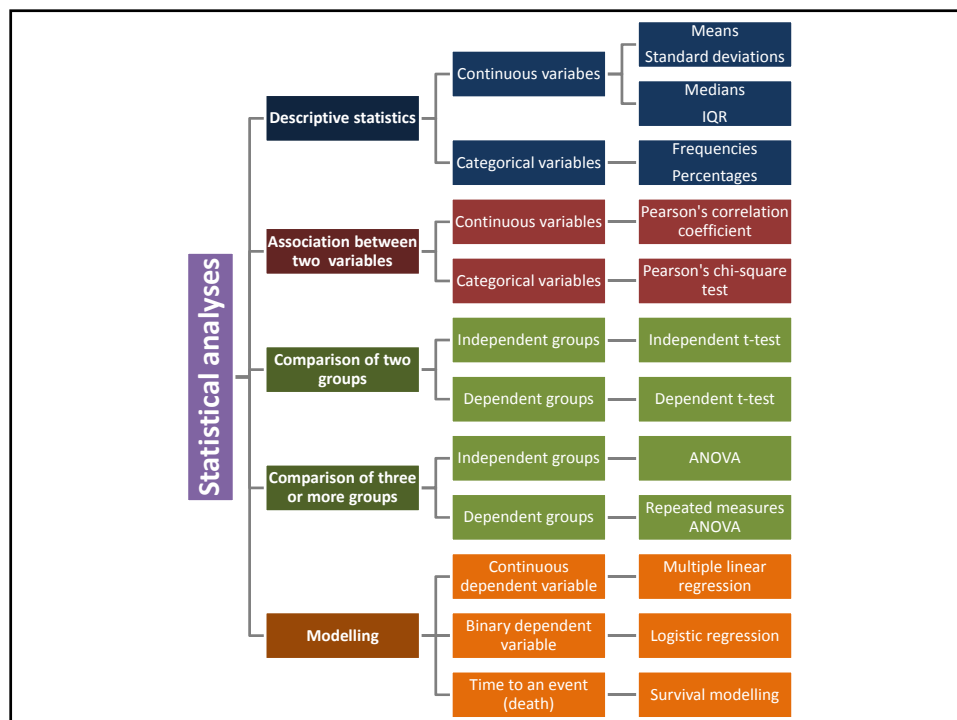 Statistical analyses
Descriptive statistics
Continuous variabes
Means
Standard deviations
Medians
IQR
Categorical variables
Frequencies
Percentages
Association between
two variables
Continuous variables
Pearson's correlation
coefficient
Categorical variables
Pearson's chi-square
test
Comparison of two
groups
Independent groups
Independent t-test
Dependent groups
Dependent t-test
Comparison of three
or more groups
Independent groups
ANOVA
Dependent groups
Repeated measures
ANOVA
Modelling
Continuous
dependent variable
Multiple linear
regression
Binary dependent
variable
Logistic regression
Time to an event
(death)
Survival modelling